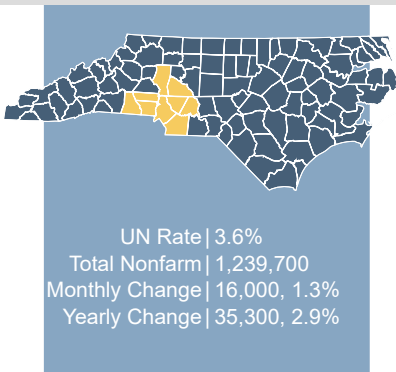 UN Rate| 3.6%
Total Nonfarm| 1,239,700
Monthly Change| 16,000, 1.3%
Yearly Change| 35,300, 2.9%